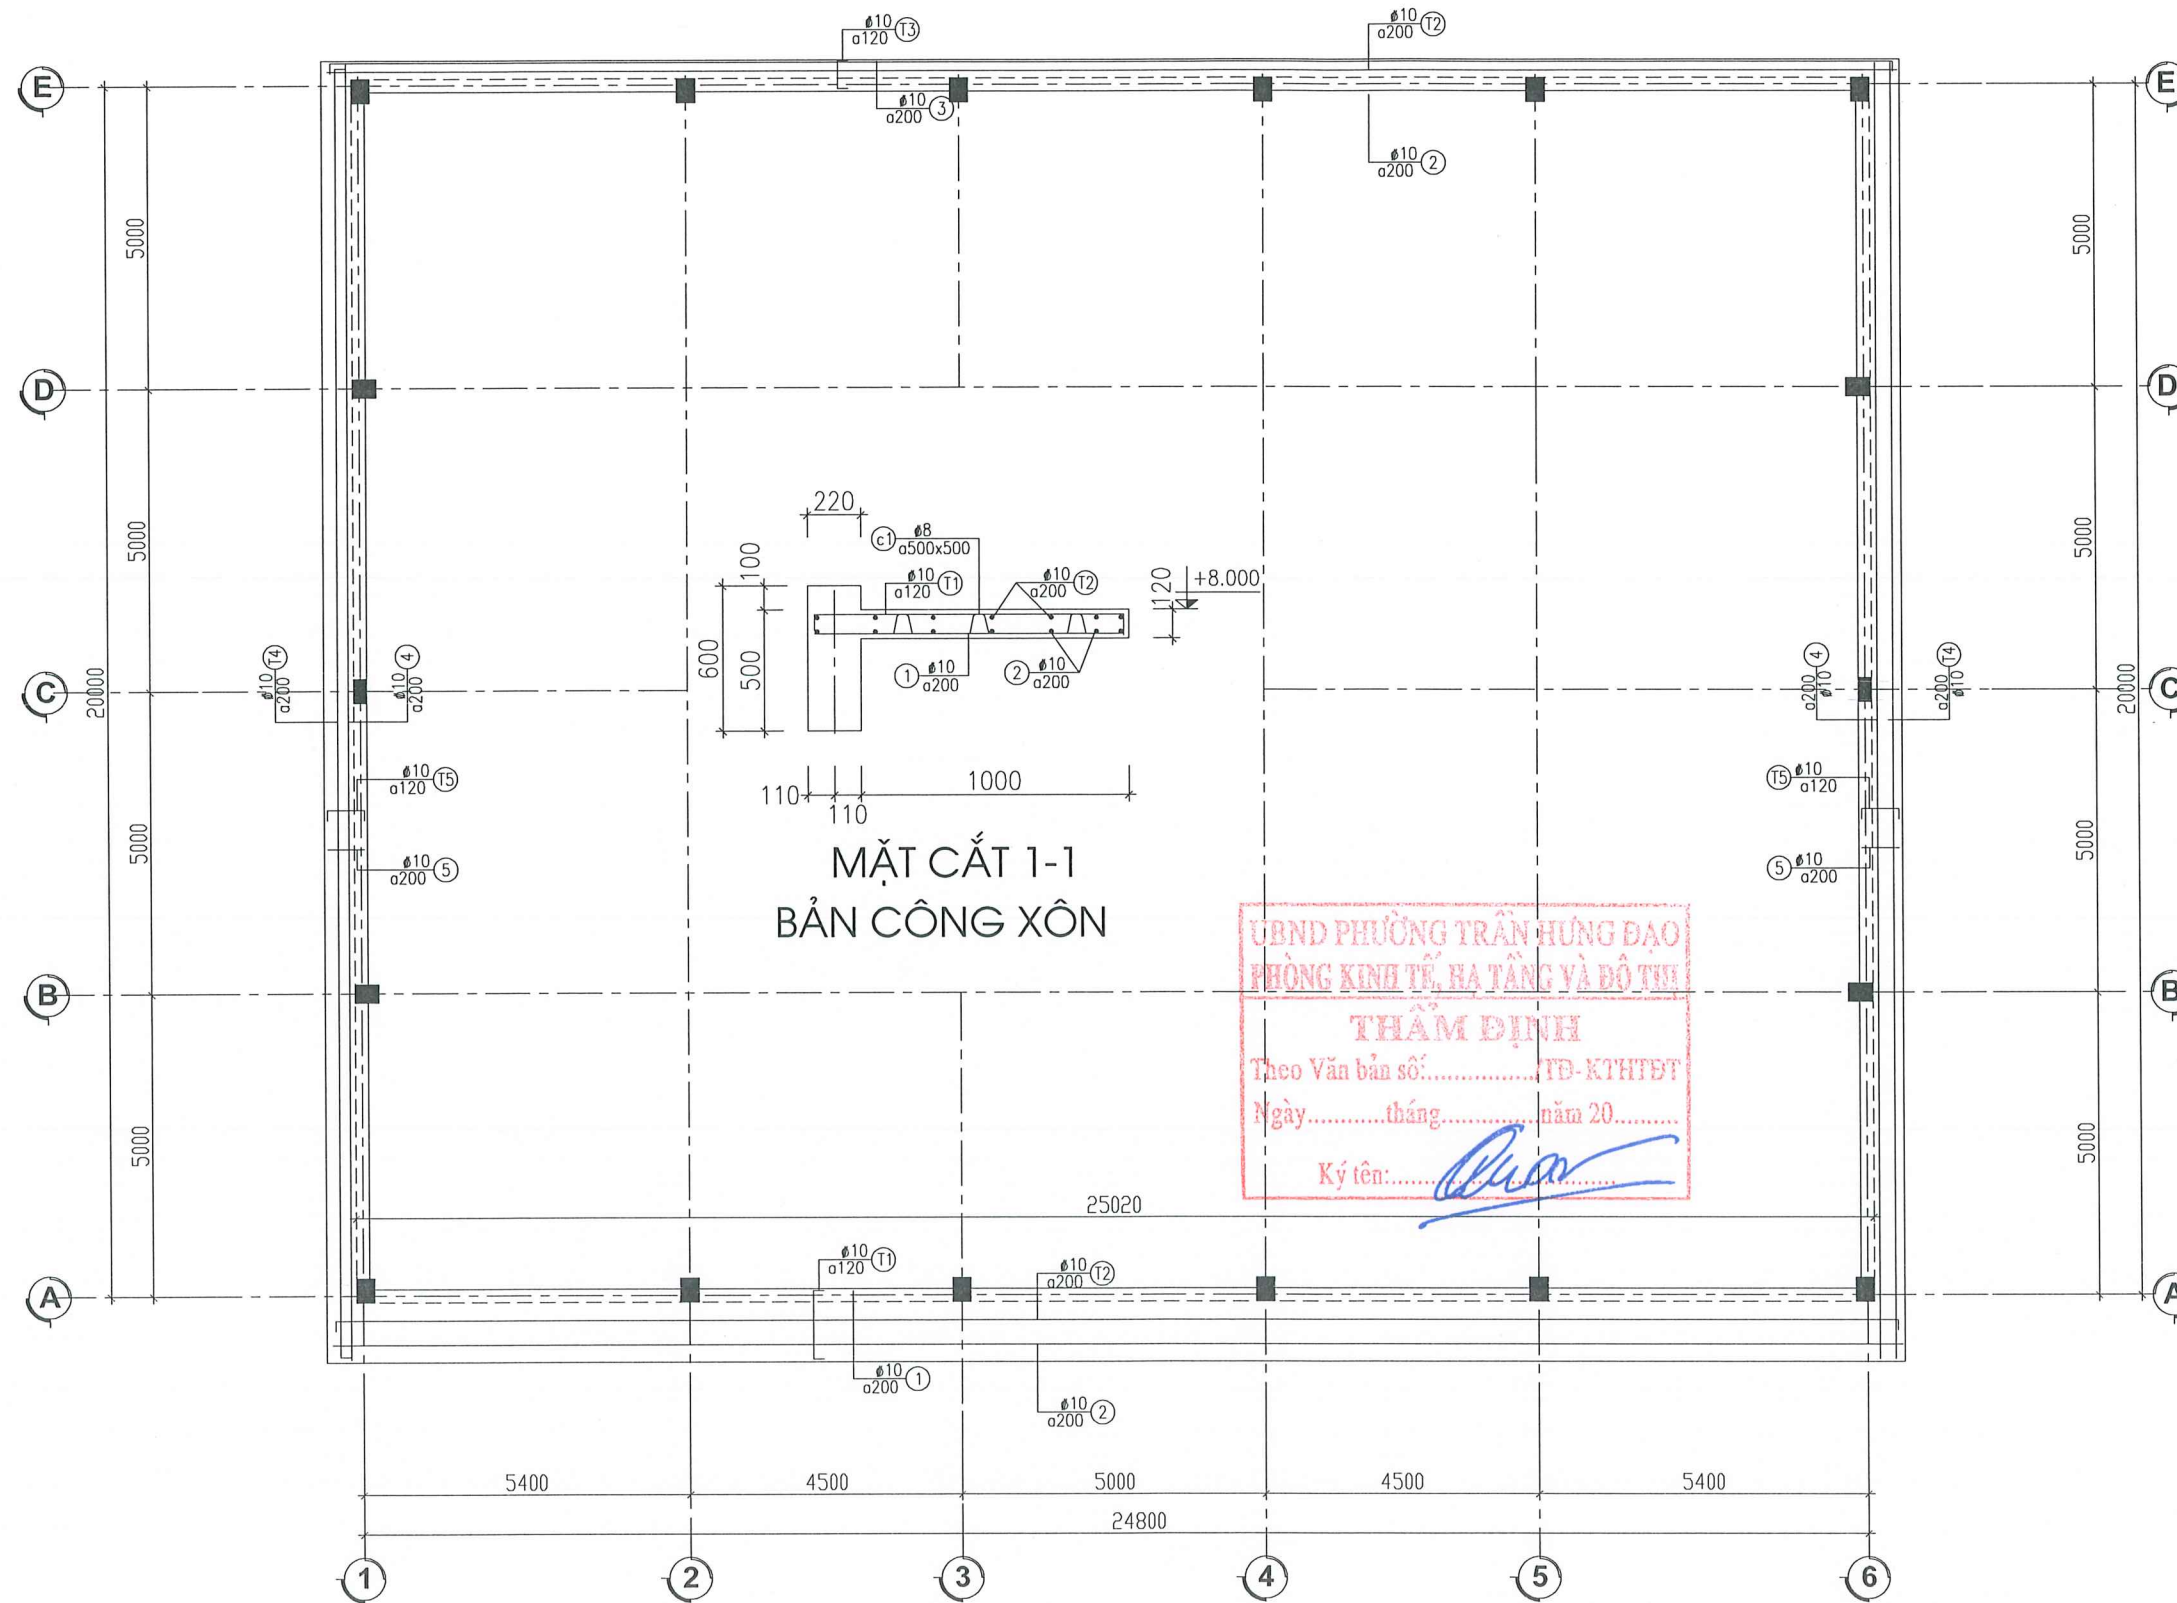 ø10
a120 T3
ø10
a200 T2
E
E
ø10
a200 3
ø10
a200 2
5000
5000
D
D
220
c1 ø8
a500x500
100
ø10
a120 T1
ø10
a200 T2
120
+8.000
5000
5000
600
500
1 ø10
a200
2 ø10
a200
ø10
a200 T4
ø10
a200 4
a200
ø10 4
a200
ø10 T4
C
20000
20000
C
110
110
1000
ø10
a120 T5
T5 ø10
a120
MẶT CẮT 1-1
BẢN CÔNG XÔN
5000
5000
ø10
a200 5
5 ø10
a200
UBND PHƯỜNG TRẦN HƯNG ĐẠO
PHÒNG KINH TẾ, HẠ TẦNG VÀ ĐÔ THỊ
THẨM ĐỊNH
Theo Văn bản số:................/TĐ-KTHTĐT
Ngày...........tháng..............năm 20..........
Ký tên:................................
B
B
5000
5000
25020
ø10
a120 T1
ø10
a200 T2
A
A
ø10
a200 1
ø10
a200 2
5400
4500
5000
4500
5400
24800
1
2
3
4
5
6